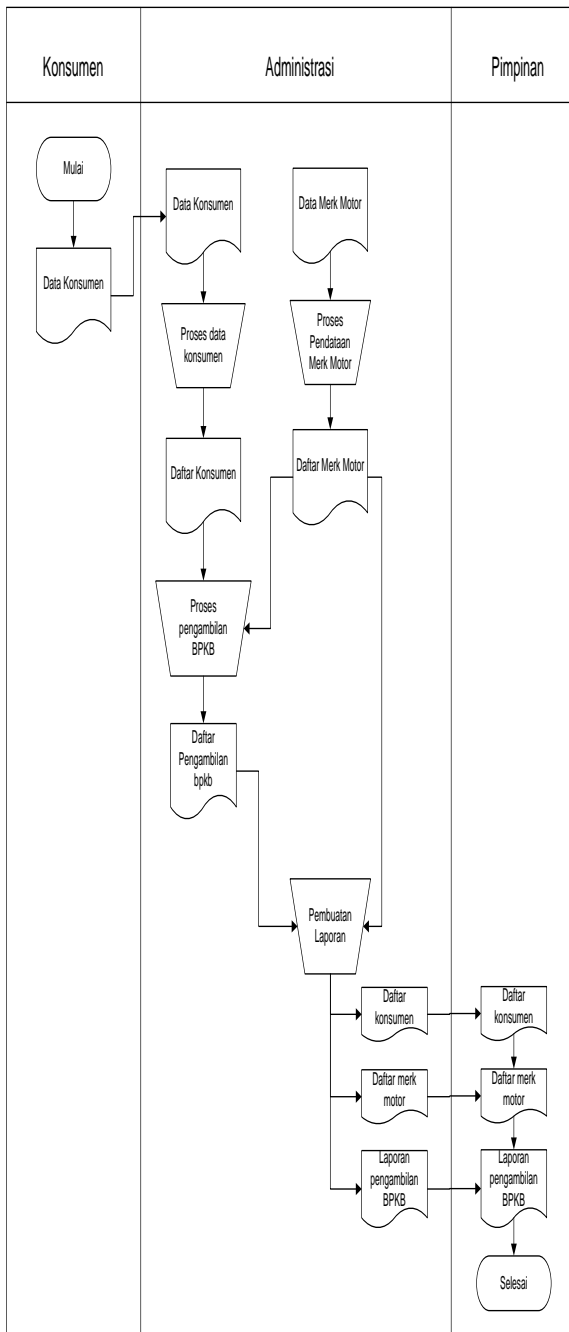 Konsumen
Administrasi
Pimpinan
Mulai
Data Konsumen
Data Konsumen
Data Merk Motor
Proses data
konsumen
Proses
Pendataan
Merk Motor
Daftar Konsumen
Daftar Merk Motor
Proses
pengambilan
BPKB
Daftar
Pengambilan
bpkb
Pembuatan
Laporan
Daftar
konsumen
Daftar
konsumen
Daftar merk
motor
Daftar merk
motor
Laporan
pengambilan
BPKB
Laporan
pengambilan
BPKB
Selesai